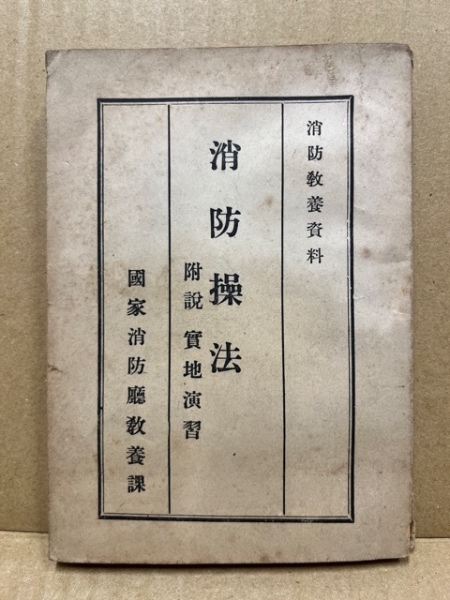 消防教養資料
消防操法
附説 實地演習
國家消防廳教養課